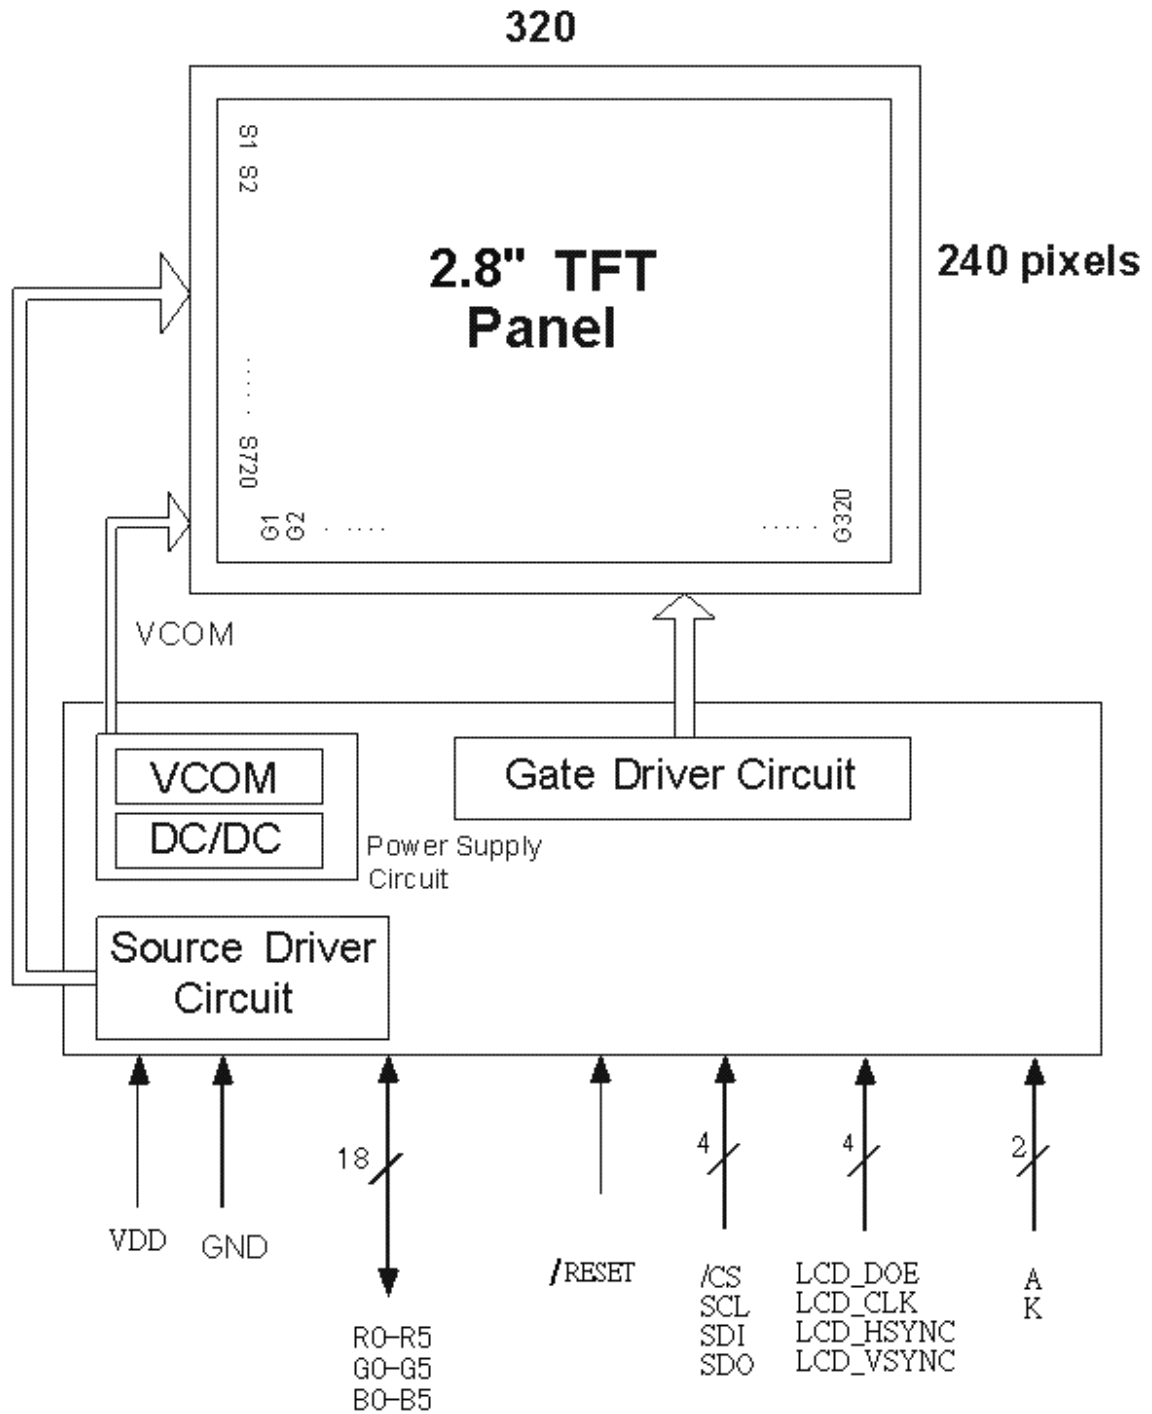 320
S1 S2
2.8" TFT
Panel
240 pixels
. . . . .
S720
G1
G2
. . . . .
. . . . .
G320
VCOM
VCOM
DC/DC
Power Supply
Circuit
Gate Driver Circuit
Source Driver
Circuit
18
4
4
2
VDD
GND
/RESET
/CS
SCL
SDI
SDO
LCD_DOE
LCD_CLK
LCD_HSYNC
LCD_VSYNC
A
K
R0-R5
G0-G5
B0-B5